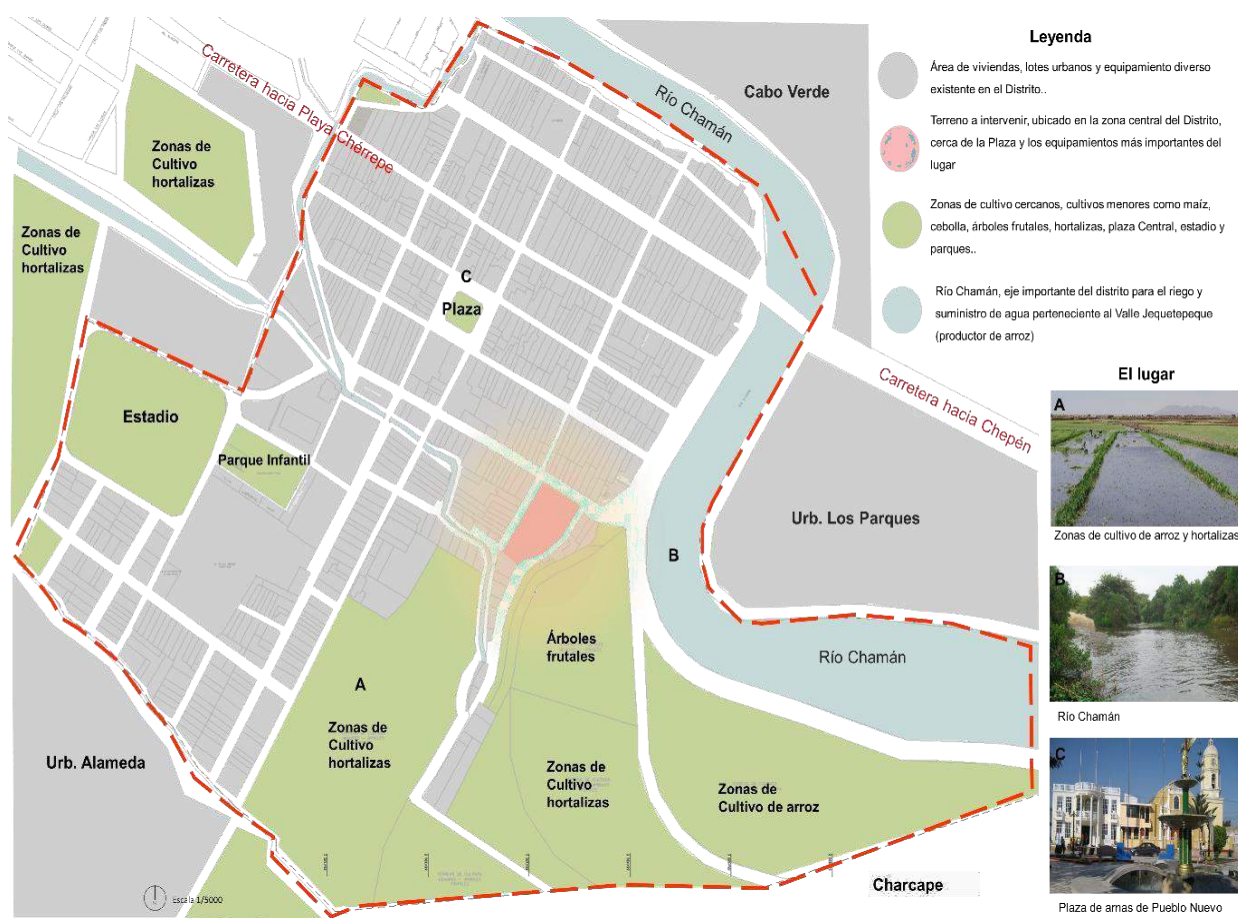 Leyenda
Área de viviendas, lotes urbanos y equipamiento diverso
existente en el Distrito..
Terreno a intervenir, ubicado en la zona central del Distrito,
cerca de la Plaza y los equipamientos más importantes del
lugar
Zonas de cultivo cercanos, cultivos menores como maíz,
cebolla, árboles frutales, hortalizas, plaza Central, estadio y
parques..
Río Chamán, eje importante del distrito para el riego y
suministro de agua perteneciente al Valle Jequetepeque
(productor de arroz)
Carretera hacia Playa Chérrepe
Río Chamán
Cabo Verde
Zonas de
Cultivo
hortalizas
Zonas de
Cultivo
hortalizas
C
Plaza
Carretera hacia Chepén
Estadio
Parque Infantil
Urb. Los Parques
B
Árboles
frutales
Río Chamán
A
Zonas de
Cultivo
hortalizas
Urb. Alameda
Zonas de
Cultivo
hortalizas
Zonas de
Cultivo de arroz
Charcape
Escala 1/5000
El lugar
A
Zonas de cultivo de arroz y hortalizas
B
Río Chamán
C
Plaza de armas de Pueblo Nuevo